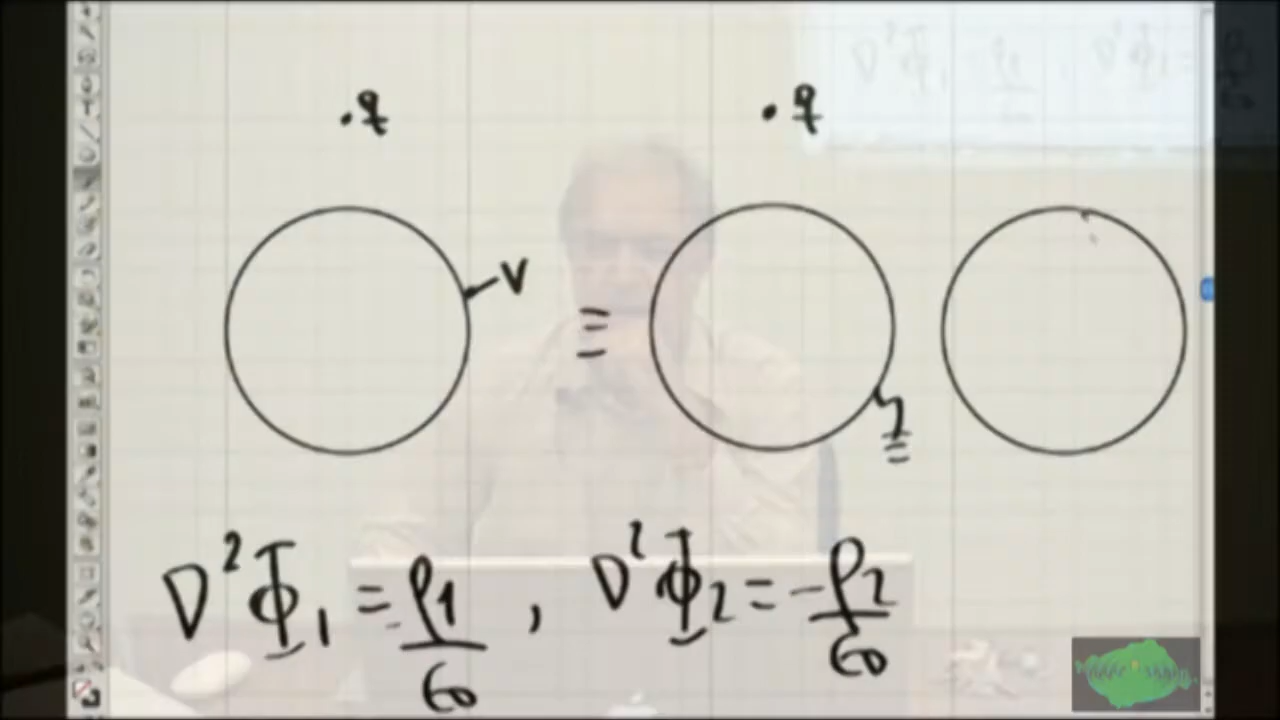 .q .q
V
≡
∇²Φ₁ = -ρ₁/ε₀ , ∇²Φ₂ = -ρ₂/ε₀